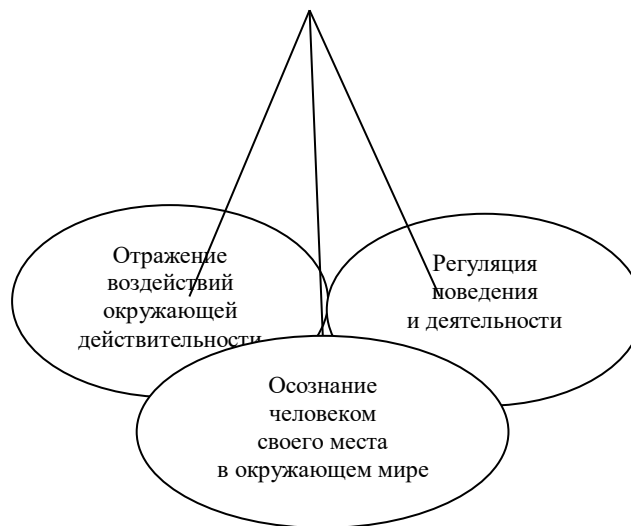 Отражение
воздействий
окружающей
действительности
Регуляция
поведения
и деятельности
Осознание
человеком
своего места
в окружающем мире